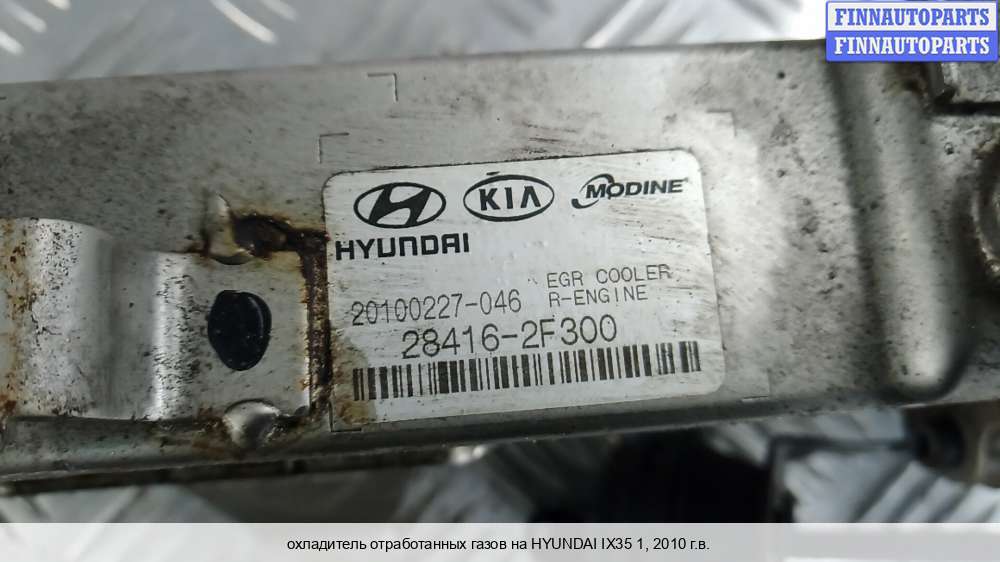 FINNAUTOPARTS
FINNAUTOPARTS
KIA
MODINE
HYUNDAI
EGR COOLER
20100227-046 R-ENGINE
28416-2F300
охладитель отработанных газов на HYUNDAI IX35 1, 2010 г.в.